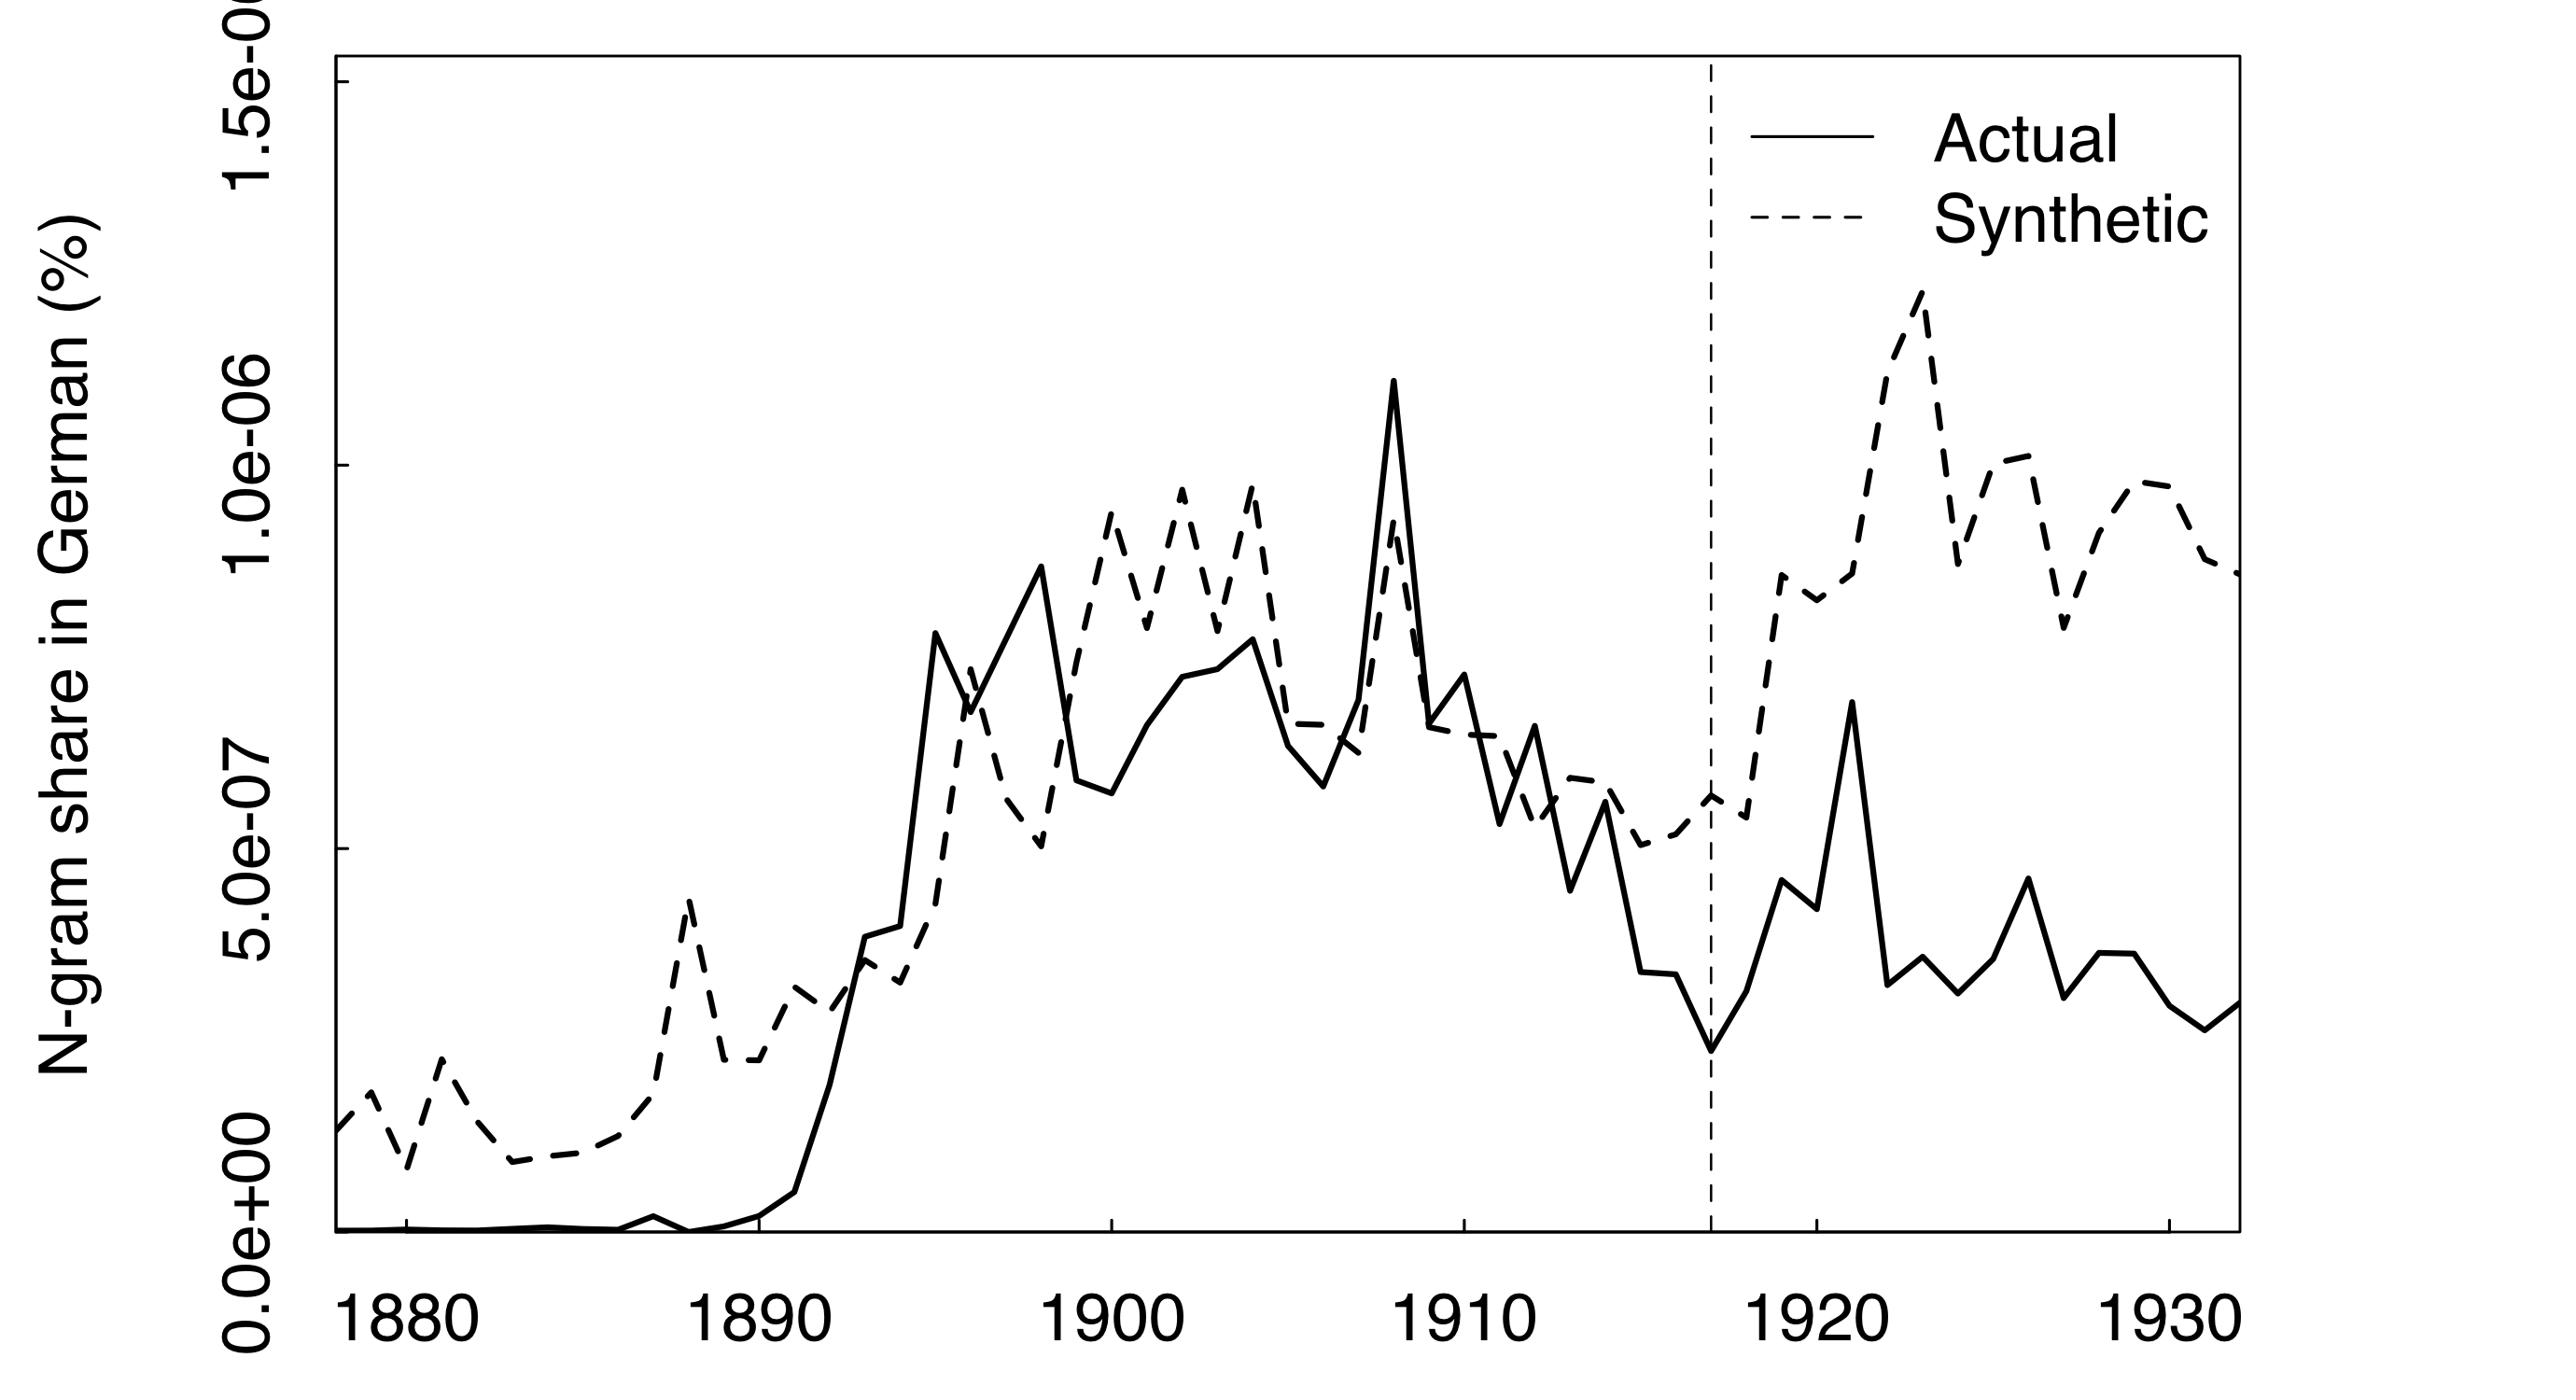 N-gram share in German (%)
1.5e-0
1.0e-06
5.0e-07
0.0e+00
Actual
Synthetic
1880 1890 1900 1910 1920 1930